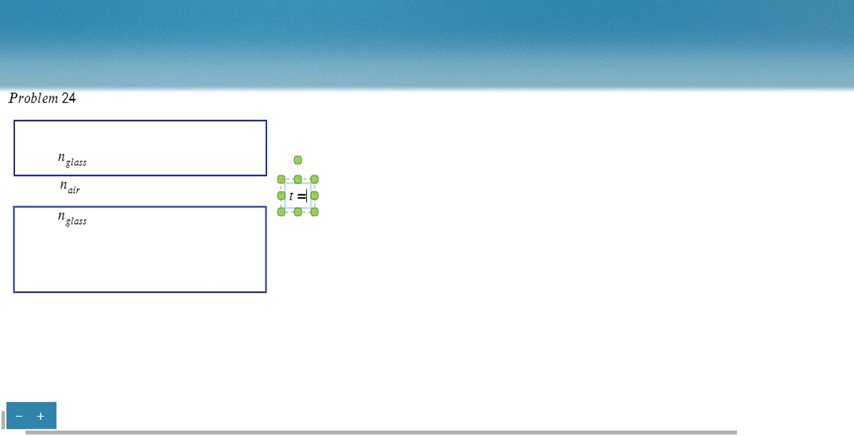 Problem 24
n_glass
n_air
t =
n_glass
− +